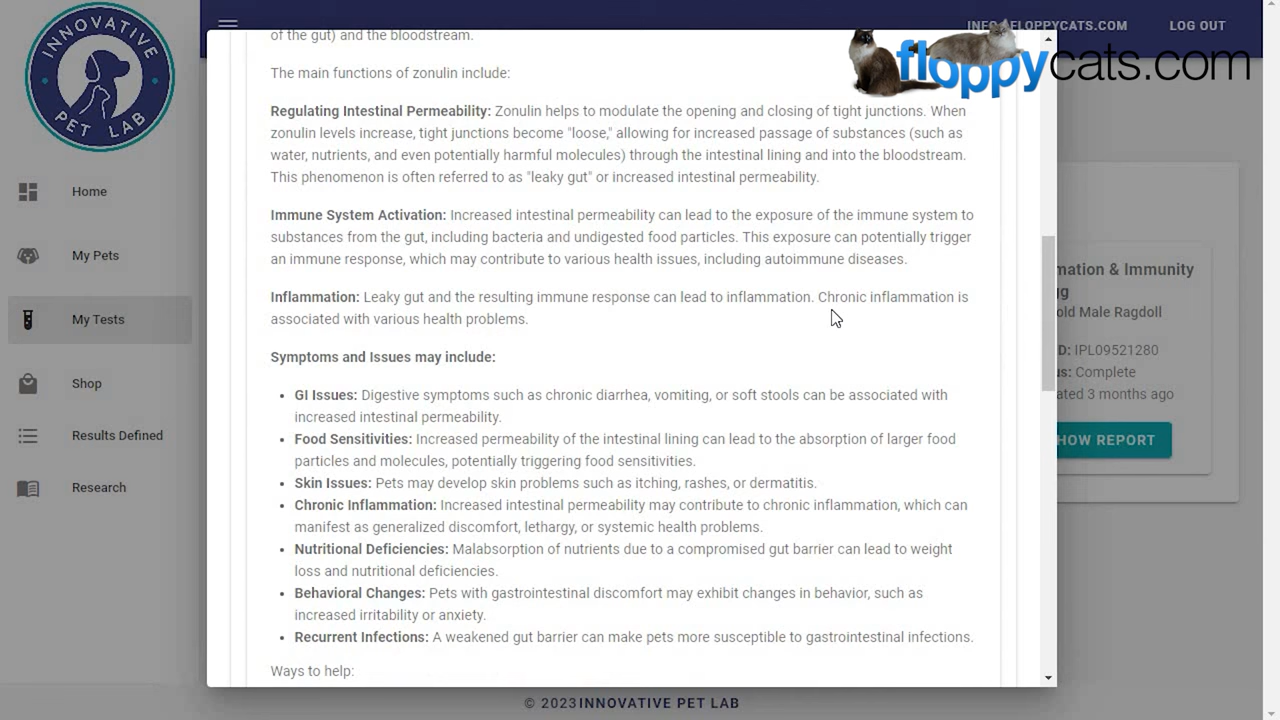 INNOVATIVE
PET LAB
FLOPPYCATS.COM
LOG OUT
floppycats.com
Home
My Pets
My Tests
Shop
Results Defined
Research
of the gut) and the bloodstream.
The main functions of zonulin include:
Regulating Intestinal Permeability: Zonulin helps to modulate the opening and closing of tight junctions. When
zonulin levels increase, tight junctions become "loose," allowing for increased passage of substances (such as
water, nutrients, and even potentially harmful molecules) through the intestinal lining and into the bloodstream.
This phenomenon is often referred to as "leaky gut" or increased intestinal permeability.
Immune System Activation: Increased intestinal permeability can lead to the exposure of the immune system to
substances from the gut, including bacteria and undigested food particles. This exposure can potentially trigger
an immune response, which may contribute to various health issues, including autoimmune diseases.
Inflammation: Leaky gut and the resulting immune response can lead to inflammation. Chronic inflammation is
associated with various health problems.
Symptoms and Issues may include:
• GI Issues: Digestive symptoms such as chronic diarrhea, vomiting, or soft stools can be associated with
increased intestinal permeability.
• Food Sensitivities: Increased permeability of the intestinal lining can lead to the absorption of larger food
particles and molecules, potentially triggering food sensitivities.
• Skin Issues: Pets may develop skin problems such as itching, rashes, or dermatitis.
• Chronic Inflammation: Increased intestinal permeability may contribute to chronic inflammation, which can
manifest as generalized discomfort, lethargy, or systemic health problems.
• Nutritional Deficiencies: Malabsorption of nutrients due to a compromised gut barrier can lead to weight
loss and nutritional deficiencies.
• Behavioral Changes: Pets with gastrointestinal discomfort may exhibit changes in behavior, such as
increased irritability or anxiety.
• Recurrent Infections: A weakened gut barrier can make pets more susceptible to gastrointestinal infections.
Ways to help:
mation & Immunity
gg
old Male Ragdoll
D: IPL09521280
us: Complete
ated 3 months ago
HOW REPORT
© 2023 INNOVATIVE PET LAB